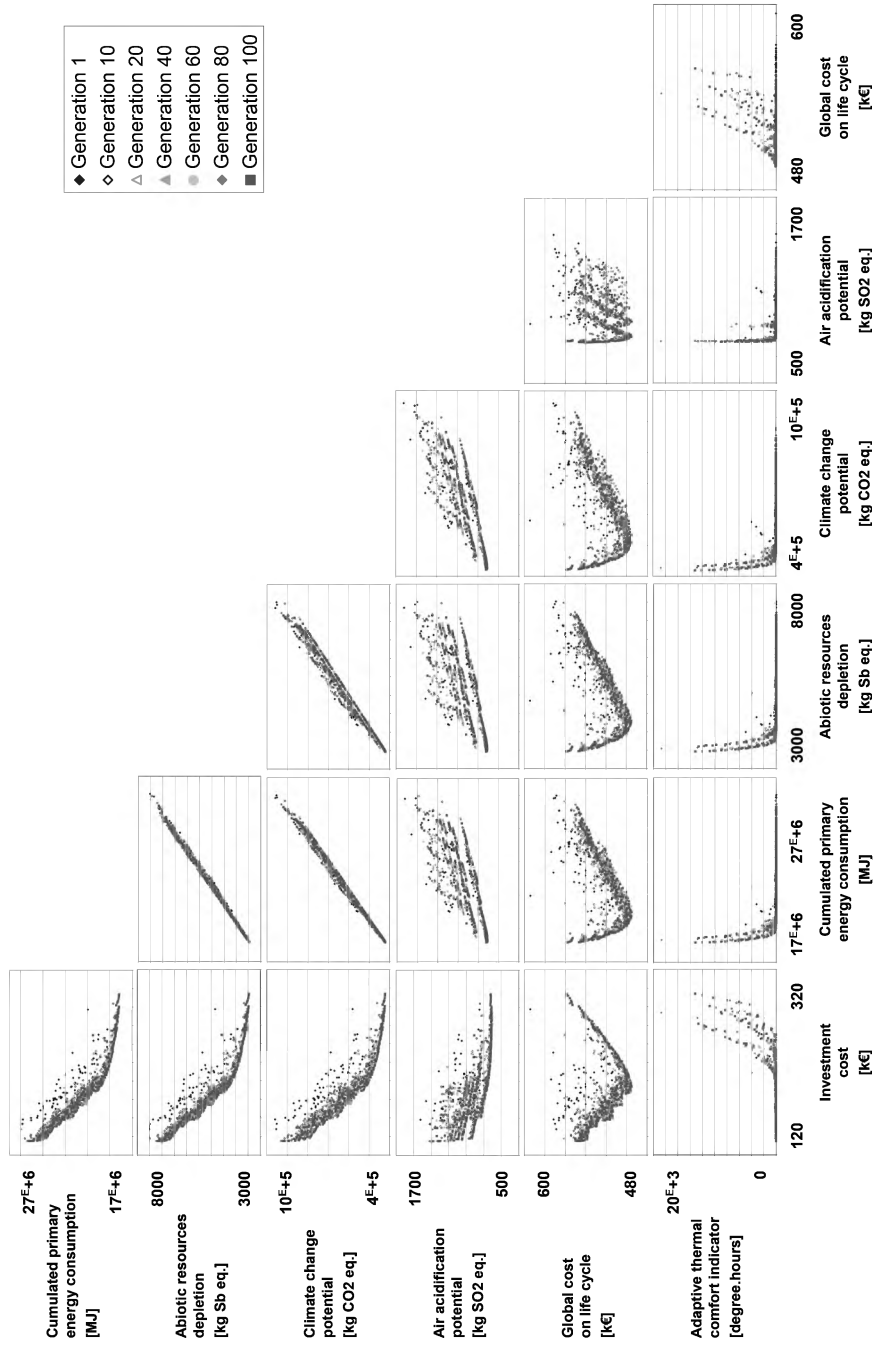 Generation 1
Generation 10
Generation 20
Generation 40
Generation 60
Generation 80
Generation 100
Cumulated primary
energy consumption
[MJ]
27E+6
17E+6
Abiotic resources
depletion
[kg Sb eq.]
8000
3000
Climate change
potential
[kg CO2 eq.]
10E+5
4E+5
Air acidification
potential
[kg SO2 eq.]
1700
500
Global cost
on life cycle
[k€]
600
480
Adaptive thermal
comfort indicator
[degree.hours]
20E+3
0
120
320
Investment
cost
[k€]
17E+6
27E+6
Cumulated primary
energy consumption
[MJ]
3000
8000
Abiotic resources
depletion
[kg Sb eq.]
4E+5
10E+5
Climate change
potential
[kg CO2 eq.]
500
1700
Air acidification
potential
[kg SO2 eq.]
480
600
Global cost
on life cycle
[k€]